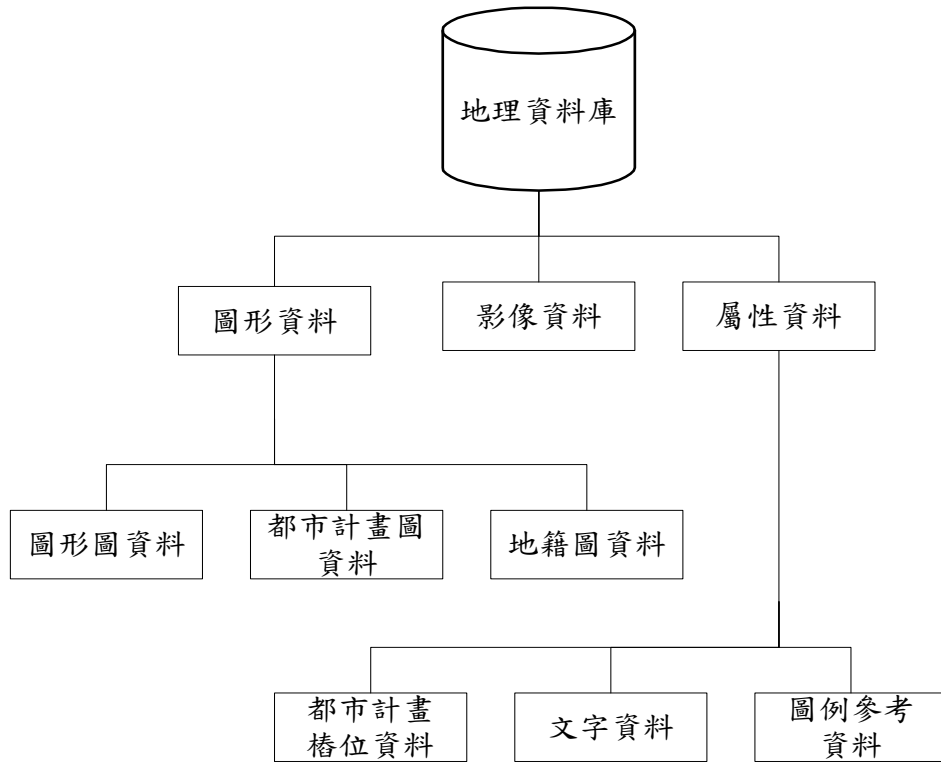 地理資料庫
圖形資料
影像資料
屬性資料
圖形圖資料
都市計畫圖
資料
地籍圖資料
都市計畫
樁位資料
文字資料
圖例參考
資料